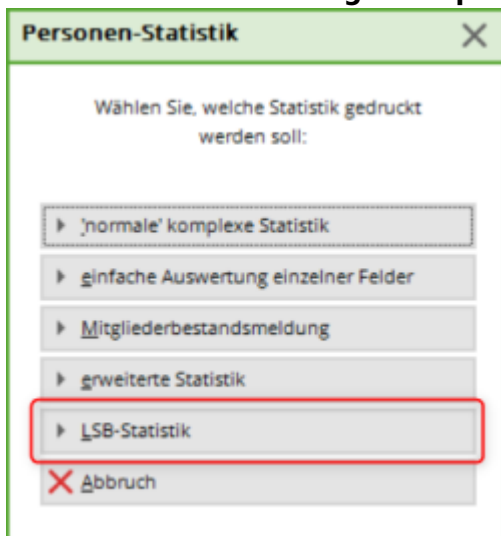 Personen-Statistik
Wählen Sie, welche Statistik gedruckt
werden soll:
'normale' komplexe Statistik
einfache Auswertung einzelner Felder
Mitgliederbestandsmeldung
erweiterte Statistik
LSB-Statistik
Abbruch